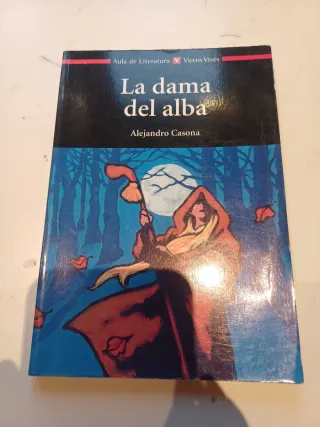 Aula de Literatura V Vicens Vives
La dama
del alba
Alejandro Casona